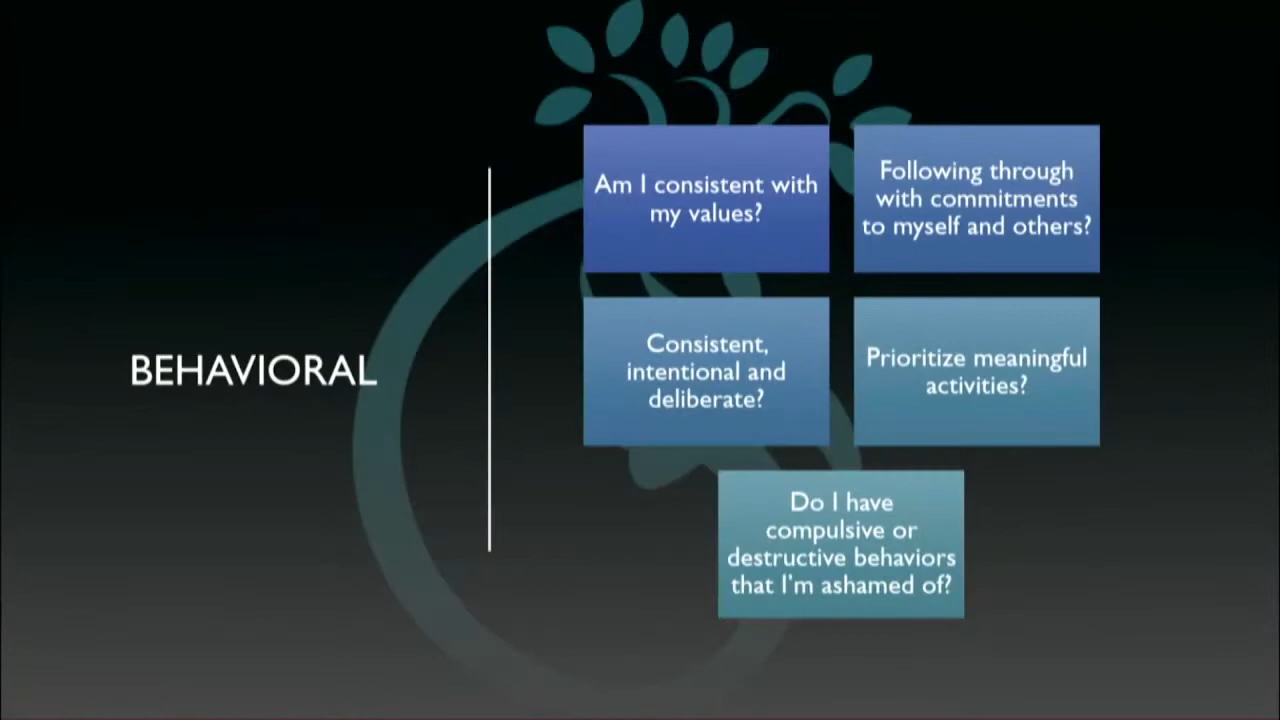 BEHAVIORAL
Am I consistent with
my values?
Following through
with commitments
to myself and others?
Consistent,
intentional and
deliberate?
Prioritize meaningful
activities?
Do I have
compulsive or
destructive behaviors
that I'm ashamed of?